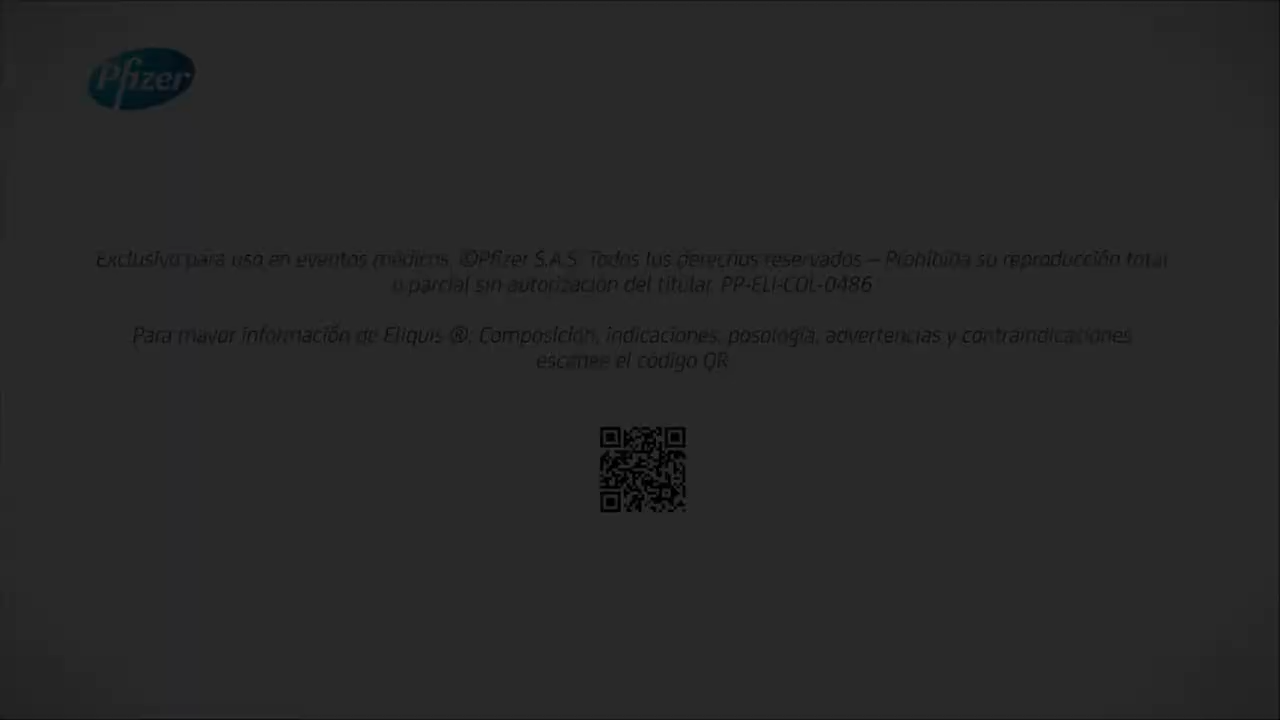 Pfizer
Exclusivo para uso en eventos médicos. ©Pfizer S.A.S. Todos los derechos reservados – Prohibida su reproducción total
o parcial sin autorización del titular. PP-ELI-COL-0486
Para mayor información de Eliquis ®: Composición, indicaciones, posología, advertencias y contraindicaciones
escanee el código QR